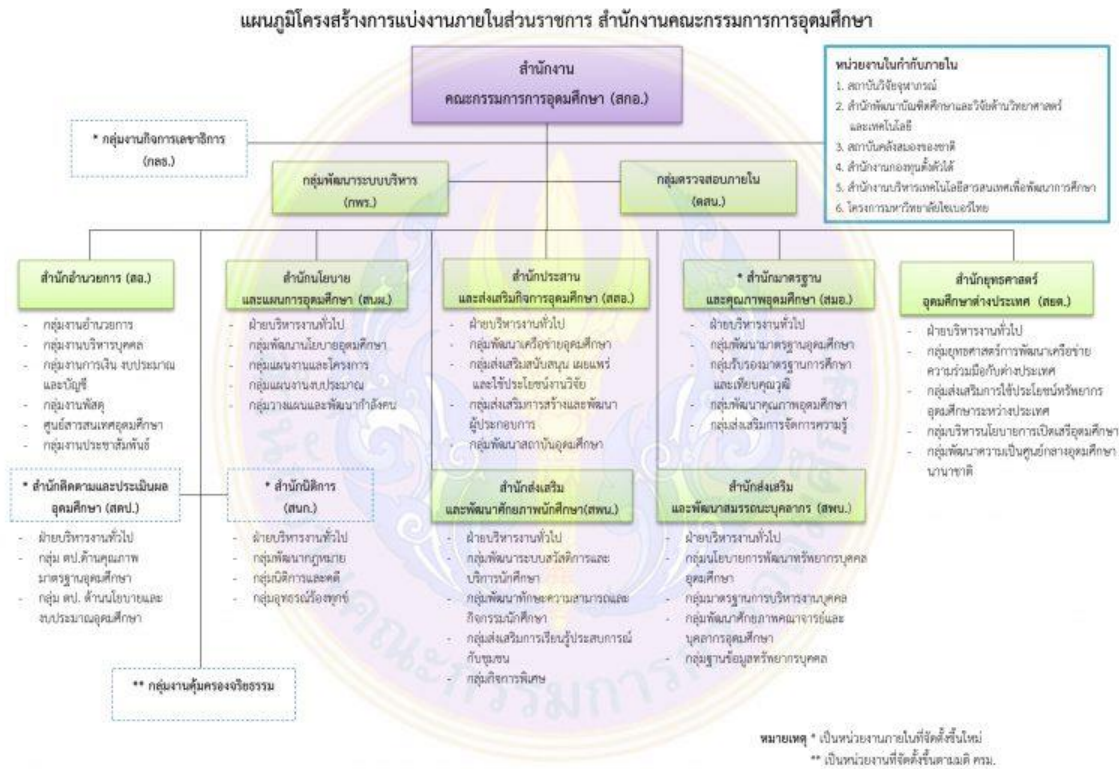 แผนภูมิโครงสร้างการแบ่งงานภายในส่วนราชการ สำนักงานคณะกรรมการการอุดมศึกษา
สำนักงาน
คณะกรรมการการอุดมศึกษา (สกอ.)
หน่วยงานในกำกับภายใน
1. สถาบันวิจัยจุฬาภรณ์
2. สำนักพัฒนาบัณฑิตศึกษาและวิจัยด้านวิทยาศาสตร์
และเทคโนโลยี
3. สถาบันคลังสมองของชาติ
4. สำนักงานกองทุนตั้งตัวได้
5. สำนักงานบริหารเทคโนโลยีสารสนเทศเพื่อพัฒนาการศึกษา
6. โครงการมหาวิทยาลัยไซเบอร์ไทย
* กลุ่มงานกิจการเลขาธิการ
(กลธ.)
กลุ่มพัฒนาระบบบริหาร
(กพร.)
กลุ่มตรวจสอบภายใน
(ตสน.)
สำนักอำนวยการ (สอ.)
- กลุ่มงานอำนวยการ
- กลุ่มงานบริหารบุคคล
- กลุ่มงานการเงิน งบประมาณ
และบัญชี
- กลุ่มงานพัสดุ
- ศูนย์สารสนเทศอุดมศึกษา
- กลุ่มงานประชาสัมพันธ์
สำนักนโยบาย
และแผนการอุดมศึกษา (สนผ.)
- ฝ่ายบริหารงานทั่วไป
- กลุ่มพัฒนานโยบายอุดมศึกษา
- กลุ่มแผนงานและโครงการ
- กลุ่มแผนงานงบประมาณ
- กลุ่มวางแผนและพัฒนากำลังคน
สำนักประสาน
และส่งเสริมกิจการอุดมศึกษา (สสอ.)
- ฝ่ายบริหารงานทั่วไป
- กลุ่มพัฒนาเครือข่ายอุดมศึกษา
- กลุ่มส่งเสริมสนับสนุน เผยแพร่
และใช้ประโยชน์งานวิจัย
- กลุ่มส่งเสริมการสร้างและพัฒนา
ผู้ประกอบการ
- กลุ่มพัฒนาสถาบันอุดมศึกษา
* สำนักมาตรฐาน
และคุณภาพอุดมศึกษา (สมอ.)
- ฝ่ายบริหารงานทั่วไป
- กลุ่มพัฒนามาตรฐานอุดมศึกษา
- กลุ่มรับรองมาตรฐานการศึกษา
และเทียบคุณวุฒิ
- กลุ่มพัฒนาคุณภาพอุดมศึกษา
- กลุ่มส่งเสริมการจัดการความรู้
สำนักยุทธศาสตร์
อุดมศึกษาต่างประเทศ (สยต.)
- ฝ่ายบริหารงานทั่วไป
- กลุ่มยุทธศาสตร์การพัฒนาเครือข่าย
ความร่วมมือกับต่างประเทศ
- กลุ่มส่งเสริมการใช้ประโยชน์ทรัพยากร
อุดมศึกษาระหว่างประเทศ
- กลุ่มบริหารนโยบายการเปิดเสรีอุดมศึกษา
- กลุ่มพัฒนาความเป็นศูนย์กลางอุดมศึกษา
นานาชาติ
* สำนักติดตามและประเมินผล
อุดมศึกษา (สตป.)
- ฝ่ายบริหารงานทั่วไป
- กลุ่ม ตป.ด้านคุณภาพ
มาตรฐานอุดมศึกษา
- กลุ่ม ตป. ด้านนโยบายและ
งบประมาณอุดมศึกษา
* สำนักนิติการ
(สนก.)
- ฝ่ายบริหารงานทั่วไป
- กลุ่มพัฒนากฎหมาย
- กลุ่มนิติการและคดี
- กลุ่มอุทธรณ์ร้องทุกข์
สำนักส่งเสริม
และพัฒนาศักยภาพนักศึกษา(สพน.)
- ฝ่ายบริหารงานทั่วไป
- กลุ่มพัฒนาระบบสวัสดิการและ
บริการนักศึกษา
- กลุ่มพัฒนาทักษะความสามารถและ
กิจกรรมนักศึกษา
- กลุ่มส่งเสริมการเรียนรู้ประสบการณ์
กับชุมชน
- กลุ่มกิจการพิเศษ
สำนักส่งเสริม
และพัฒนาสมรรถนะบุคลากร (สพบ.)
- ฝ่ายบริหารงานทั่วไป
- กลุ่มนโยบายการพัฒนาทรัพยากรบุคคล
อุดมศึกษา
- กลุ่มมาตรฐานการบริหารงานบุคคล
- กลุ่มพัฒนาศักยภาพคณาจารย์และ
บุคลากรอุดมศึกษา
- กลุ่มฐานข้อมูลทรัพยากรบุคคล
** กลุ่มงานคุ้มครองจริยธรรม
หมายเหตุ * เป็นหน่วยงานภายในที่จัดตั้งขึ้นใหม่
** เป็นหน่วยงานที่จัดตั้งขึ้นตามมติ ครม.